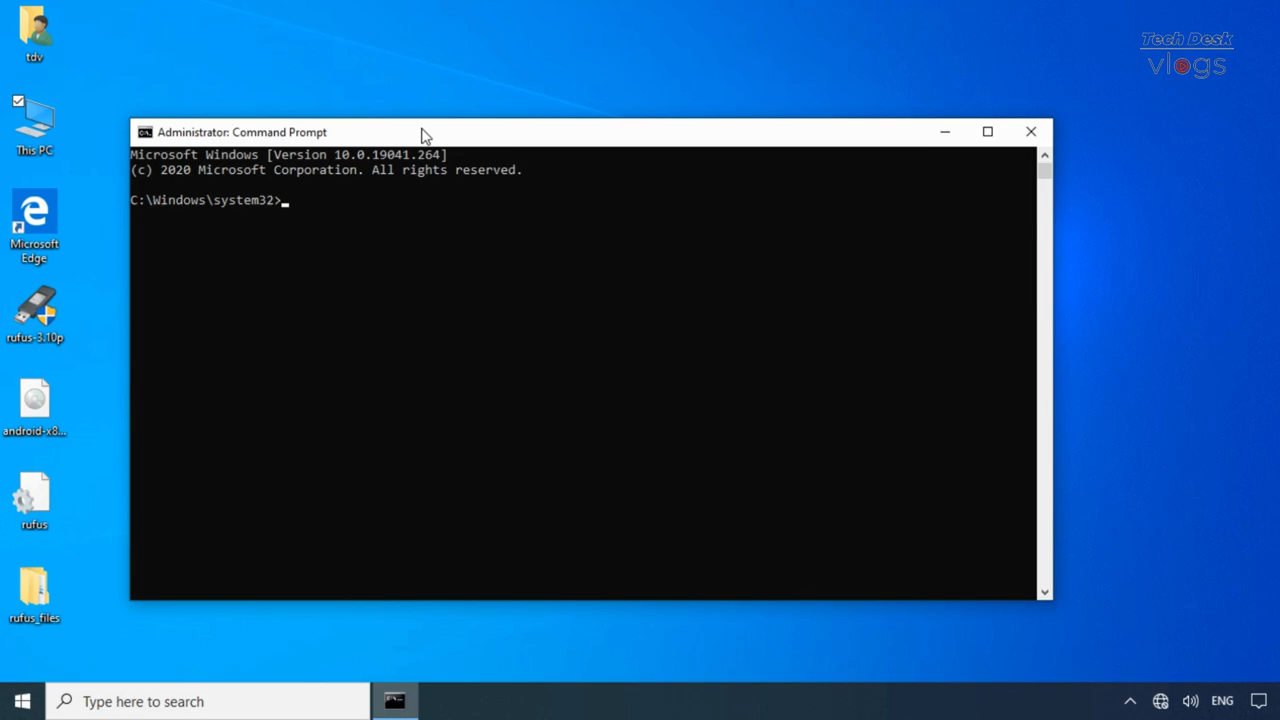 tdv
This PC
Microsoft
Edge
rufus-3.10p
android-x8...
rufus
rufus_files
Tech Desk
vlogs
Administrator: Command Prompt
Microsoft Windows [Version 10.0.19041.264]
(c) 2020 Microsoft Corporation. All rights reserved.
C:\Windows\system32>
Type here to search
ENG